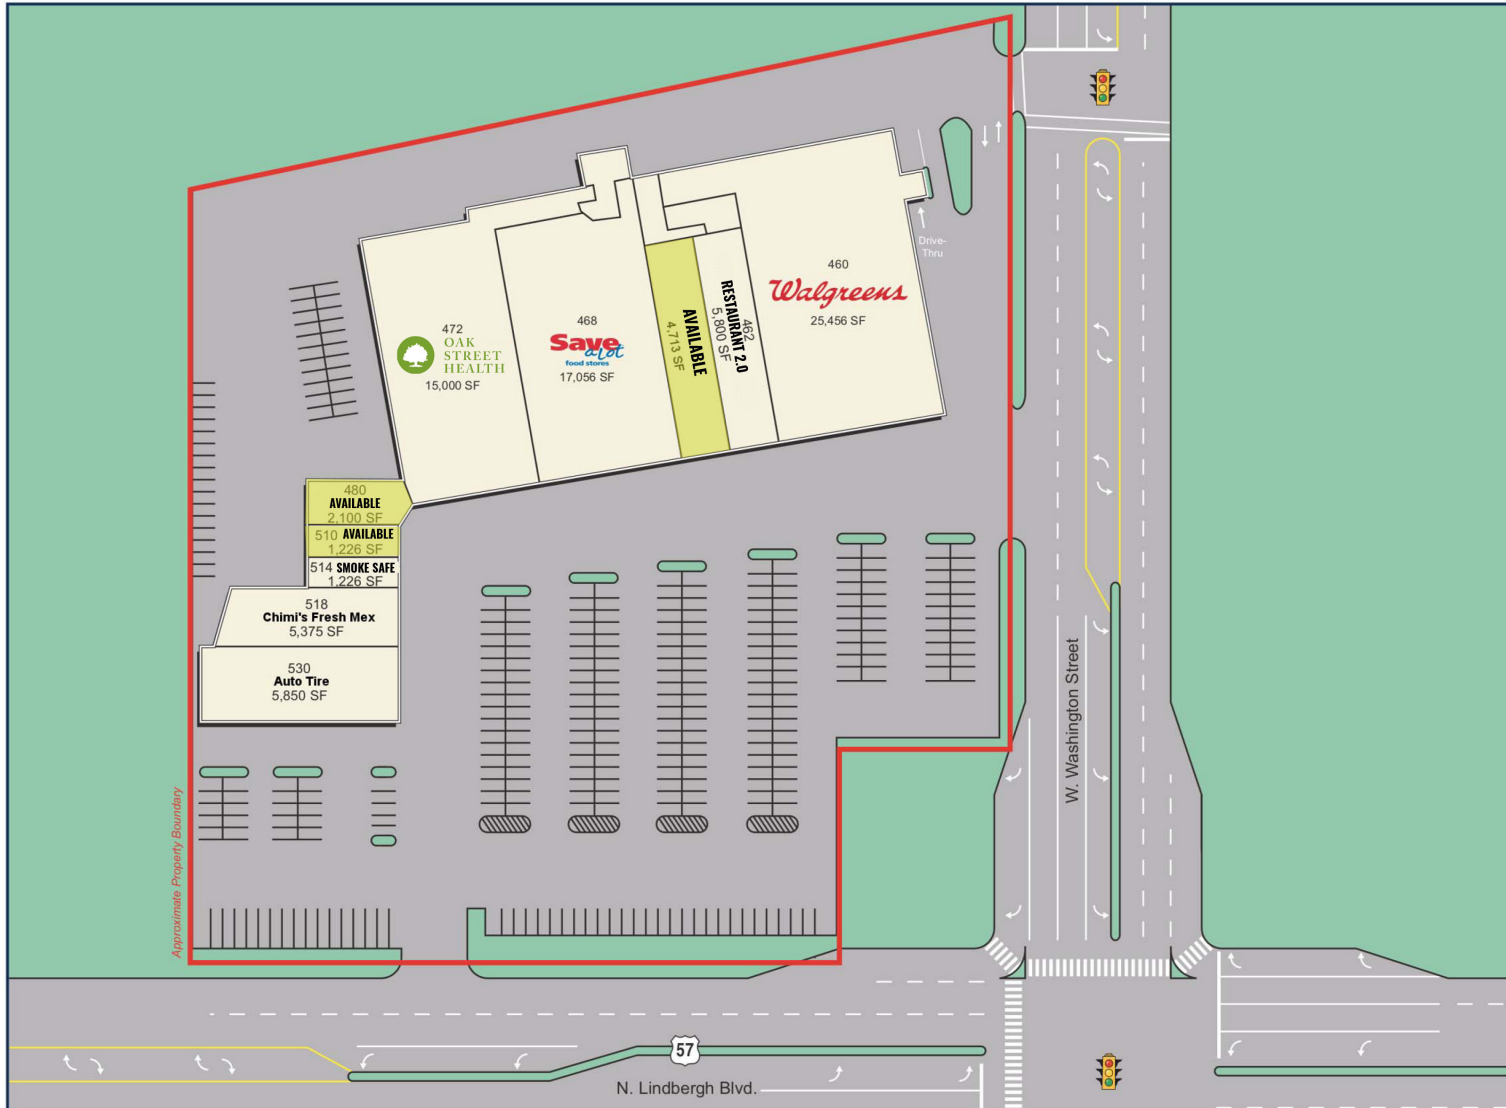 Drive-
Thru
460
Walgreens
25,456 SF
462
RESTAURANT 2.0
5,800 SF
AVAILABLE
4,713 SF
468
Save
a Lot
food stores
17,056 SF
472
OAK
STREET
HEALTH
15,000 SF
480
AVAILABLE
2,100 SF
510 AVAILABLE
1,226 SF
514 SMOKE SAFE
1,226 SF
518
Chimi's Fresh Mex
5,375 SF
530
Auto Tire
5,850 SF
W. Washington Street
Approximate Property Boundary
57
N. Lindbergh Blvd.